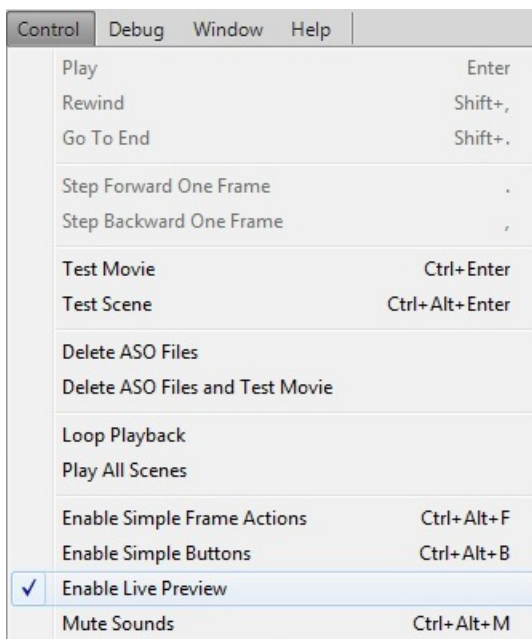 Control Debug Window Help
Play Enter
Rewind Shift+,
Go To End Shift+.
Step Forward One Frame .
Step Backward One Frame ,
Test Movie Ctrl+Enter
Test Scene Ctrl+Alt+Enter
Delete ASO Files
Delete ASO Files and Test Movie
Loop Playback
Play All Scenes
Enable Simple Frame Actions Ctrl+Alt+F
Enable Simple Buttons Ctrl+Alt+B
Enable Live Preview
Mute Sounds Ctrl+Alt+M